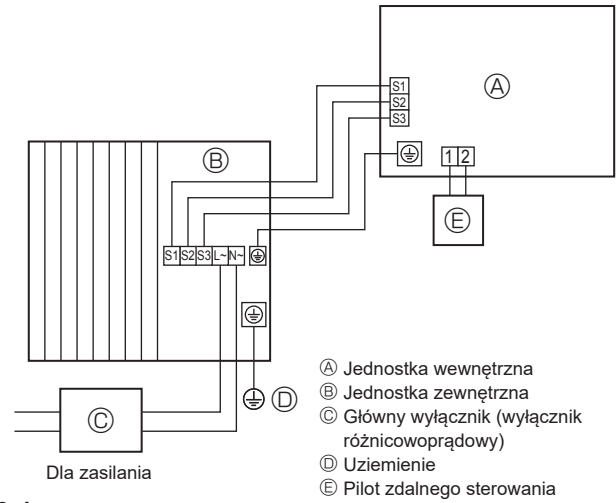 S1
S2
S3
Ⓐ
1 2
Ⓔ
Ⓑ
S1 S2 S3 L~ N~
Ⓓ
Ⓒ
Dla zasilania
Ⓐ Jednostka wewnętrzna
Ⓑ Jednostka zewnętrzna
Ⓒ Główny wyłącznik (wyłącznik
różnicowoprądowy)
Ⓓ Uziemienie
Ⓔ Pilot zdalnego sterowania